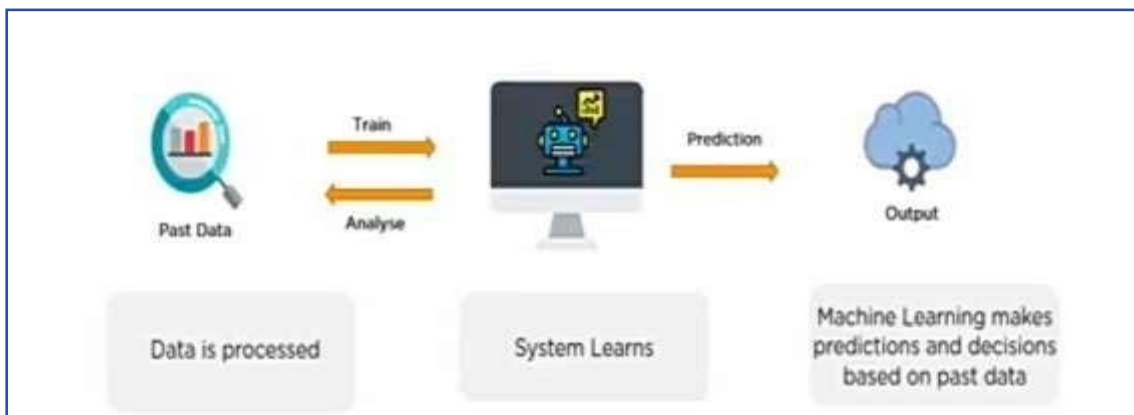 Train
Prediction
Past Data
Analyse
Output
Data is processed
System Learns
Machine Learning makes
predictions and decisions
based on past data